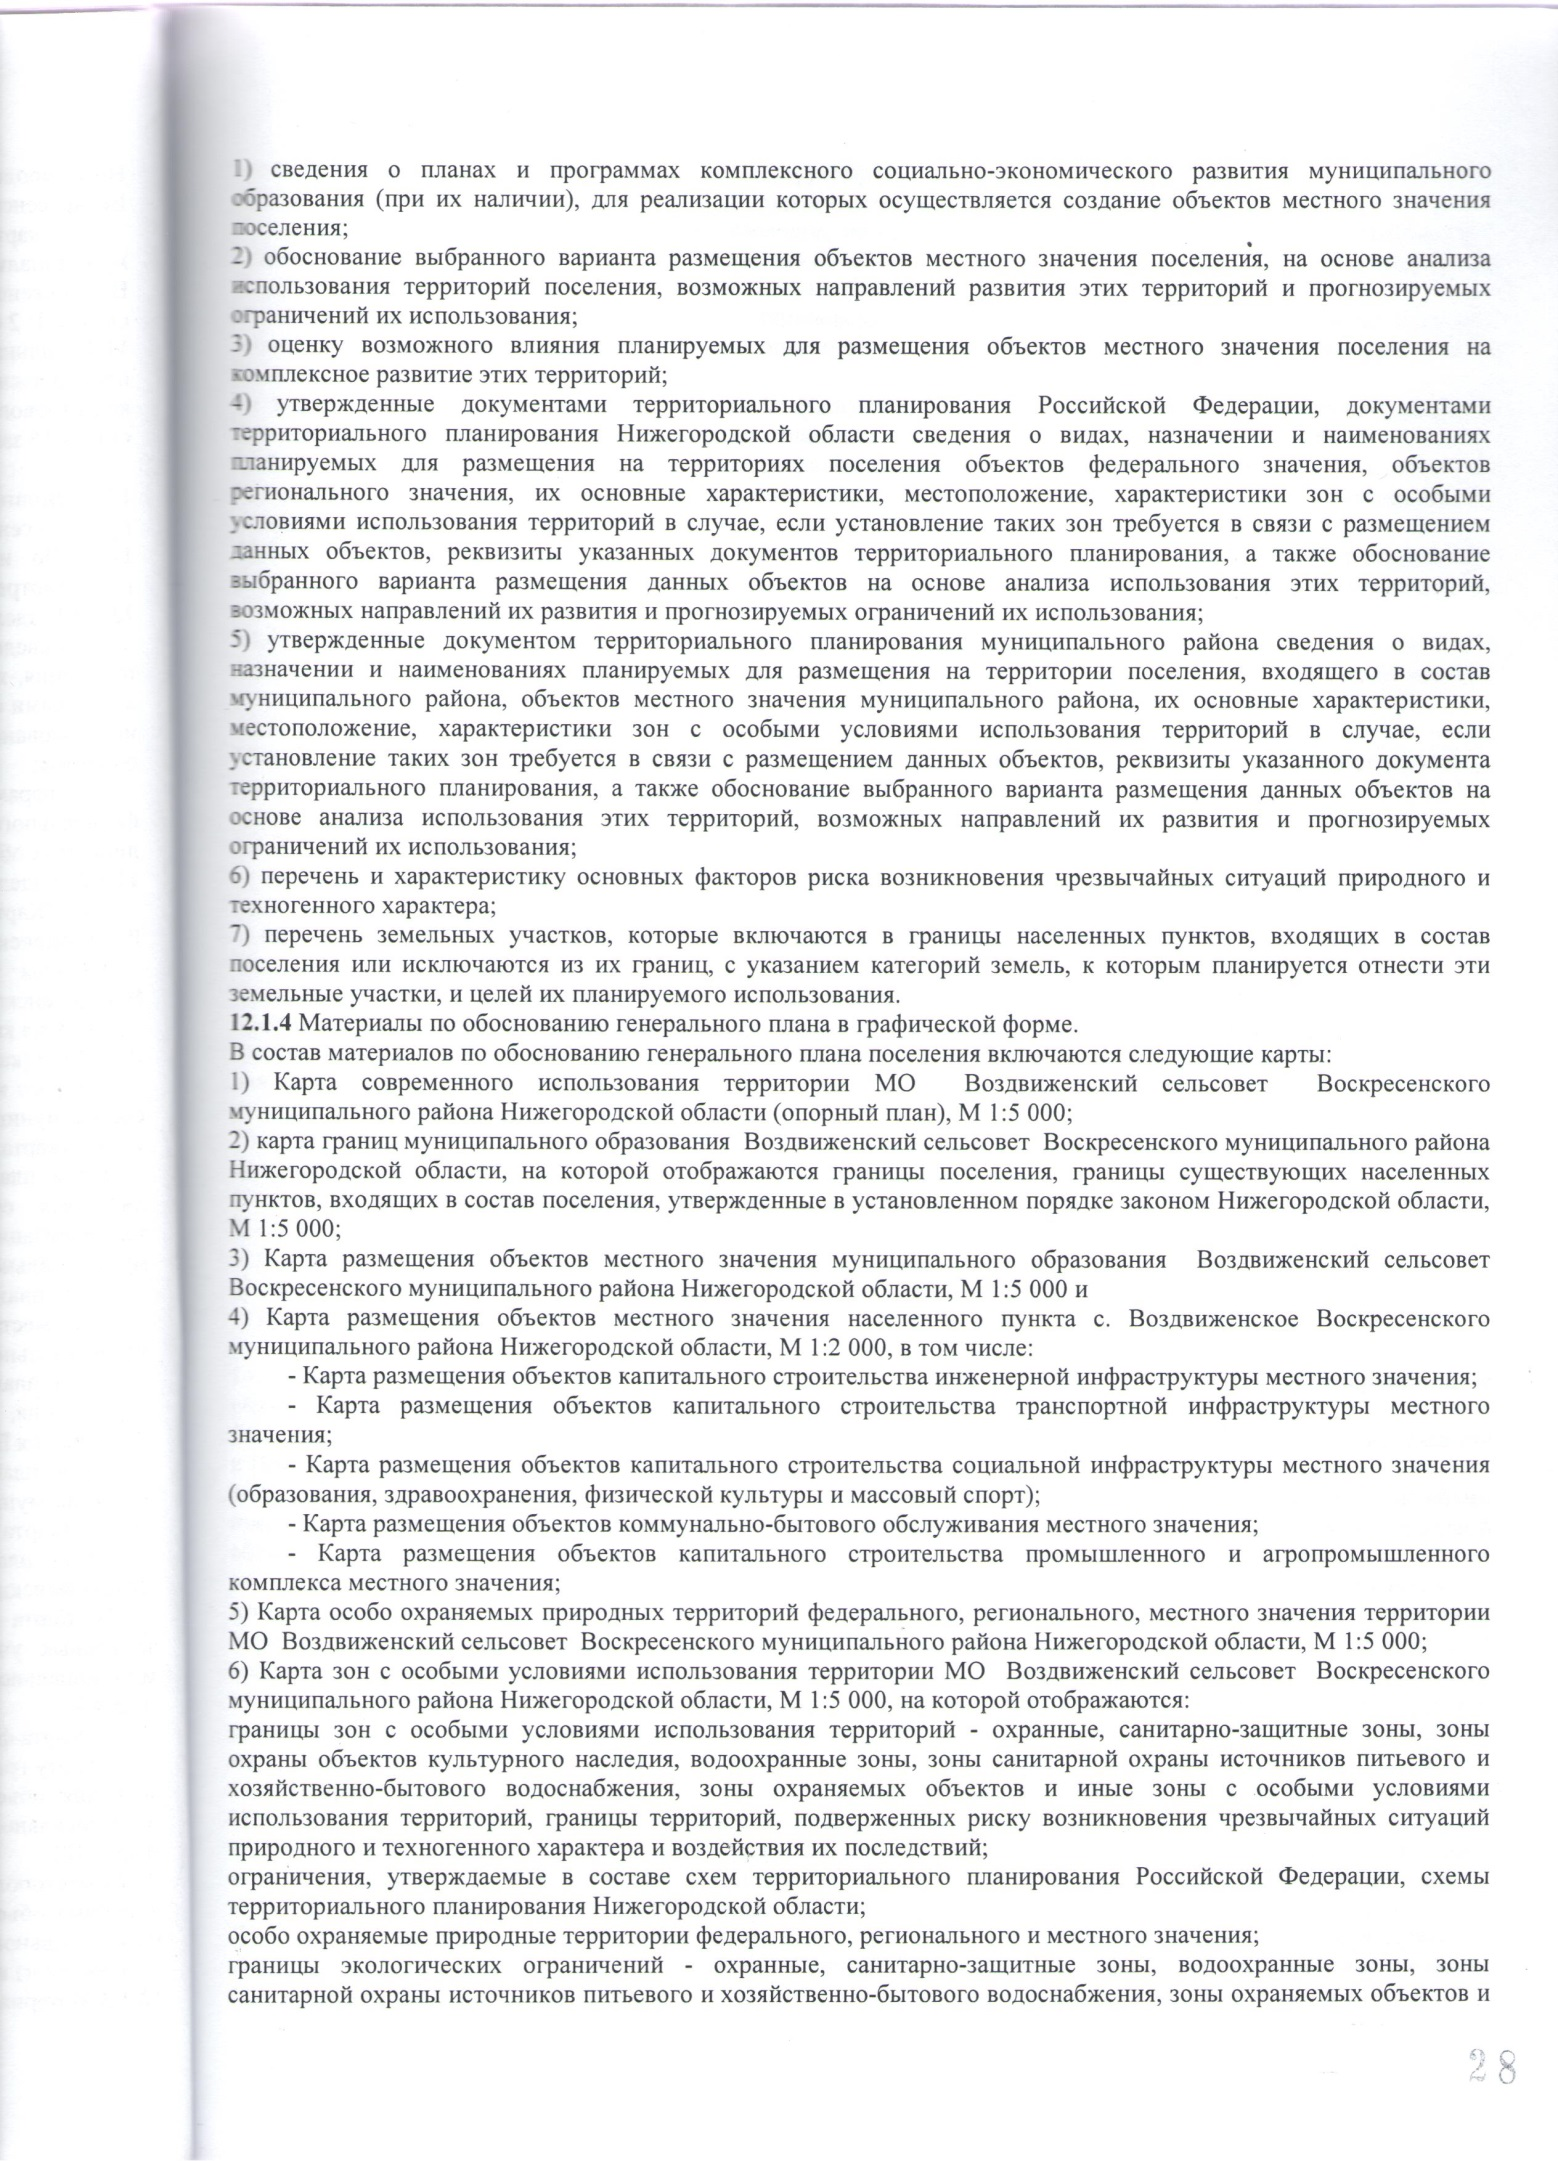 1) сведения о планах и программах комплексного социально-экономического развития муниципального
образования (при их наличии), для реализации которых осуществляется создание объектов местного значения
поселения;
2) обоснование выбранного варианта размещения объектов местного значения поселения, на основе анализа
использования территорий поселения, возможных направлений развития этих территорий и прогнозируемых
ограничений их использования;
3) оценку возможного влияния планируемых для размещения объектов местного значения поселения на
комплексное развитие этих территорий;
4) утвержденные документами территориального планирования Российской Федерации, документами
территориального планирования Нижегородской области сведения о видах, назначении и наименованиях
планируемых для размещения на территориях поселения объектов федерального значения, объектов
регионального значения, их основные характеристики, местоположение, характеристики зон с особыми
условиями использования территорий в случае, если установление таких зон требуется в связи с размещением
данных объектов, реквизиты указанных документов территориального планирования, а также обоснование
выбранного варианта размещения данных объектов на основе анализа использования этих территорий,
возможных направлений их развития и прогнозируемых ограничений их использования;
5) утвержденные документом территориального планирования муниципального района сведения о видах,
назначении и наименованиях планируемых для размещения на территории поселения, входящего в состав
муниципального района, объектов местного значения муниципального района, их основные характеристики,
местоположение, характеристики зон с особыми условиями использования территорий в случае, если
установление таких зон требуется в связи с размещением данных объектов, реквизиты указанного документа
территориального планирования, а также обоснование выбранного варианта размещения данных объектов на
основе анализа использования этих территорий, возможных направлений их развития и прогнозируемых
ограничений их использования;
6) перечень и характеристику основных факторов риска возникновения чрезвычайных ситуаций природного и
техногенного характера;
7) перечень земельных участков, которые включаются в границы населенных пунктов, входящих в состав
поселения или исключаются из их границ, с указанием категорий земель, к которым планируется отнести эти
земельные участки, и целей их планируемого использования.
12.1.4 Материалы по обоснованию генерального плана в графической форме.
В состав материалов по обоснованию генерального плана поселения включаются следующие карты:
1) Карта современного использования территории МО Воздвиженский сельсовет Воскресенского
муниципального района Нижегородской области (опорный план), М 1:5 000;
2) карта границ муниципального образования Воздвиженский сельсовет Воскресенского муниципального района
Нижегородской области, на которой отображаются границы поселения, границы существующих населенных
пунктов, входящих в состав поселения, утвержденные в установленном порядке законом Нижегородской области,
М 1:5 000;
3) Карта размещения объектов местного значения муниципального образования Воздвиженский сельсовет
Воскресенского муниципального района Нижегородской области, М 1:5 000 и
4) Карта размещения объектов местного значения населенного пункта с. Воздвиженское Воскресенского
муниципального района Нижегородской области, М 1:2 000, в том числе:
- Карта размещения объектов капитального строительства инженерной инфраструктуры местного значения;
- Карта размещения объектов капитального строительства транспортной инфраструктуры местного
значения;
- Карта размещения объектов капитального строительства социальной инфраструктуры местного значения
(образования, здравоохранения, физической культуры и массовый спорт);
- Карта размещения объектов коммунально-бытового обслуживания местного значения;
- Карта размещения объектов капитального строительства промышленного и агропромышленного
комплекса местного значения;
5) Карта особо охраняемых природных территорий федерального, регионального, местного значения территории
МО Воздвиженский сельсовет Воскресенского муниципального района Нижегородской области, М 1:5 000;
6) Карта зон с особыми условиями использования территории МО Воздвиженский сельсовет Воскресенского
муниципального района Нижегородской области, М 1:5 000, на которой отображаются:
границы зон с особыми условиями использования территорий - охранные, санитарно-защитные зоны, зоны
охраны объектов культурного наследия, водоохранные зоны, зоны санитарной охраны источников питьевого и
хозяйственно-бытового водоснабжения, зоны охраняемых объектов и иные зоны с особыми условиями
использования территорий, границы территорий, подверженных риску возникновения чрезвычайных ситуаций
природного и техногенного характера и воздействия их последствий;
ограничения, утверждаемые в составе схем территориального планирования Российской Федерации, схемы
территориального планирования Нижегородской области;
особо охраняемые природные территории федерального, регионального и местного значения;
границы экологических ограничений - охранные, санитарно-защитные зоны, водоохранные зоны, зоны
санитарной охраны источников питьевого и хозяйственно-бытового водоснабжения, зоны охраняемых объектов и
28